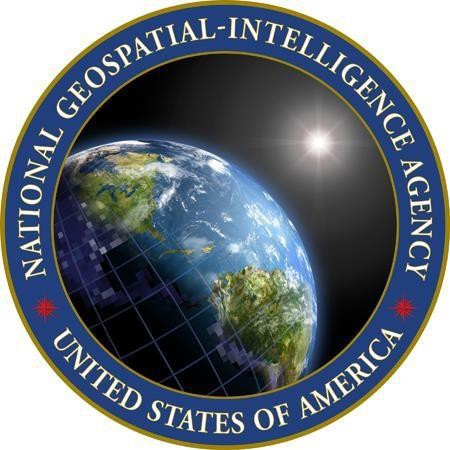 NATIONAL GEOSPATIAL-INTELLIGENCE AGENCY
UNITED STATES OF AMERICA